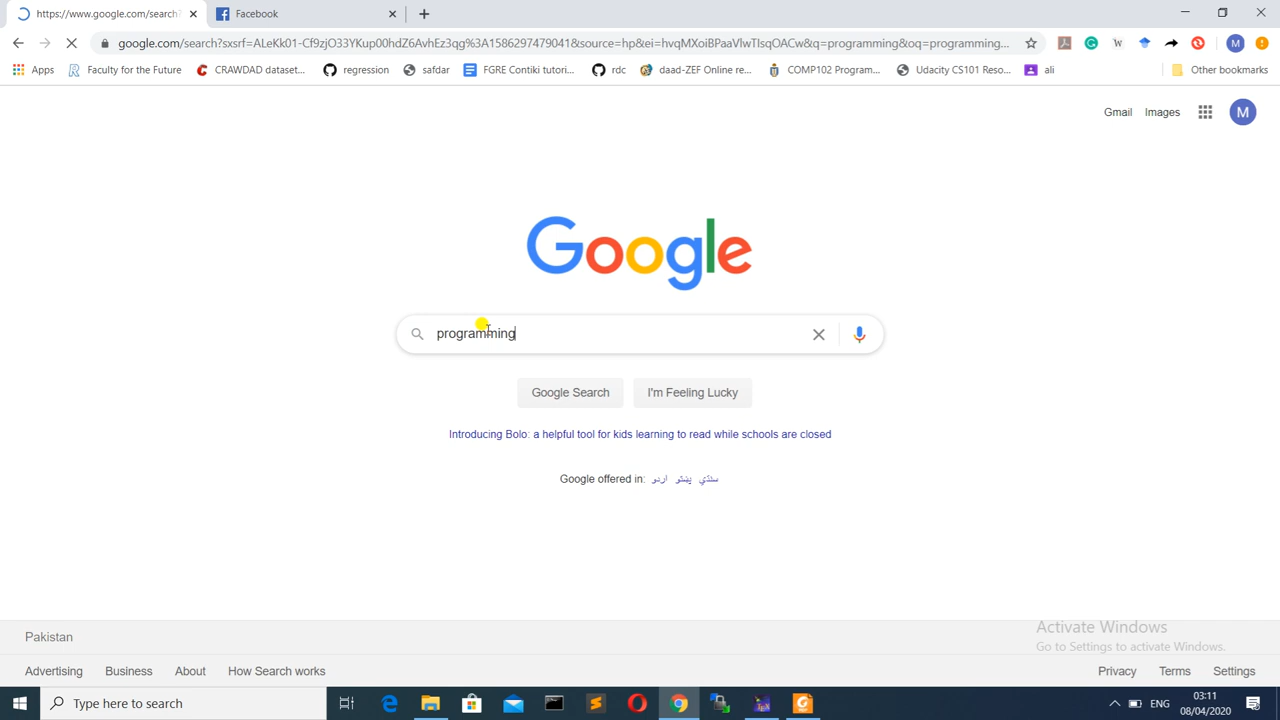 https://www.google.com/search?
Facebook
google.com/search?sxsrf=ALeKk01-Cf9zjO33YKup00hdZ6AvhEz3qg%3A1586297479041&source=hp&ei=hvqMXoiBPaaVlwTIsqOACw&q=programming&oq=programming...
M
Apps
Faculty for the Future
CRAWDAD dataset...
regression
safdar
FGRE Contiki tutori...
rdc
daad-ZEF Online re...
COMP102 Program...
Udacity CS101 Reso...
ali
Other bookmarks
Gmail Images M
Google
programming
Google Search
I'm Feeling Lucky
Introducing Bolo: a helpful tool for kids learning to read while schools are closed
Google offered in: اردو پښتو سنڌي
Pakistan
Activate Windows
Go to Settings to activate Windows.
Advertising Business About How Search works
Privacy Terms Settings
Type here to search
ENG
03:11
08/04/2020